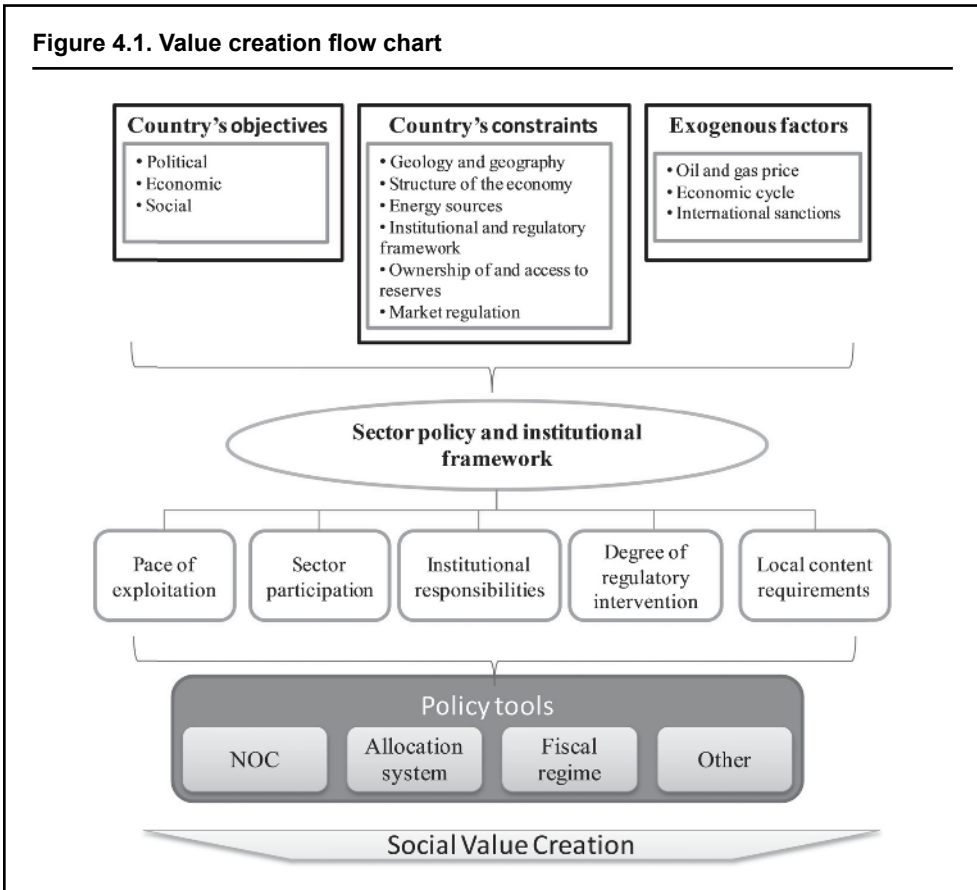 Figure 4.1. Value creation flow chart
Country's objectives
• Political
• Economic
• Social
Country's constraints
• Geology and geography
• Structure of the economy
• Energy sources
• Institutional and regulatory
framework
• Ownership of and access to
reserves
• Market regulation
Exogenous factors
• Oil and gas price
• Economic cycle
• International sanctions
Sector policy and institutional
framework
Pace of
exploitation
Sector
participation
Institutional
responsibilities
Degree of
regulatory
intervention
Local content
requirements
Policy tools
NOC
Allocation
system
Fiscal
regime
Other
Social Value Creation